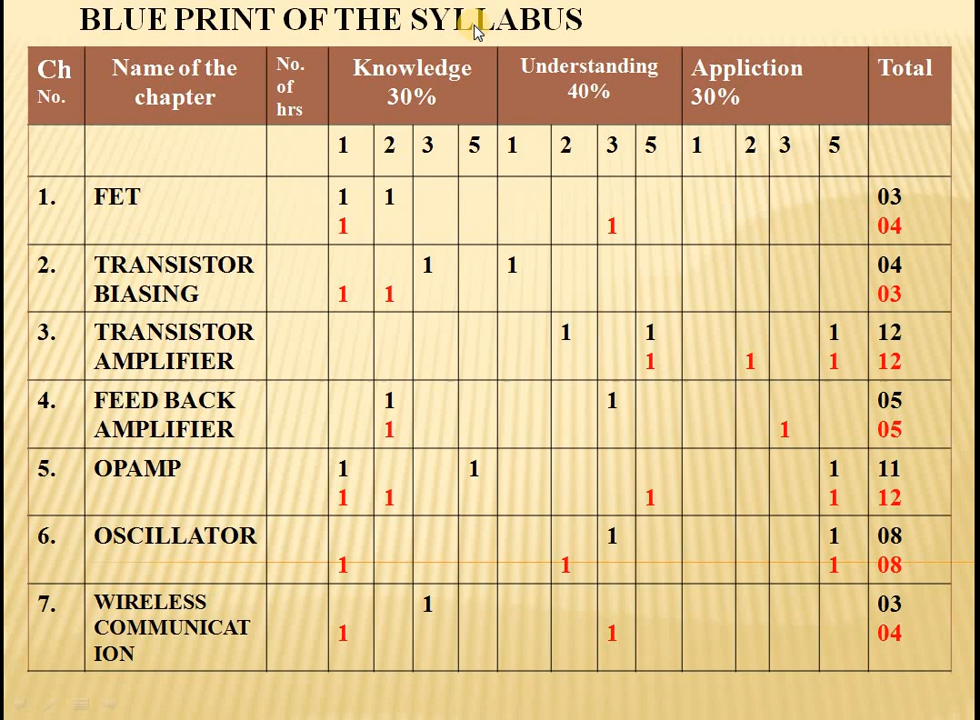 BLUE PRINT OF THE SYLLABUS
Ch No. Name of the chapter No. of hrs Knowledge 30% Understanding 40% Appliction 30% Total
1 2 3 5 1 2 3 5 1 2 3 5
1. FET 1 1 03
1 1 04
2. TRANSISTOR 1 1 04
BIASING 1 1 03
3. TRANSISTOR 1 1 1 12
AMPLIFIER 1 1 1 12
4. FEED BACK 1 1 05
AMPLIFIER 1 1 05
5. OPAMP 1 1 1 11
1 1 1 1 12
6. OSCILLATOR 1 1 08
1 1 1 08
7. WIRELESS 1 03
COMMUNICAT 1 1 04
ION